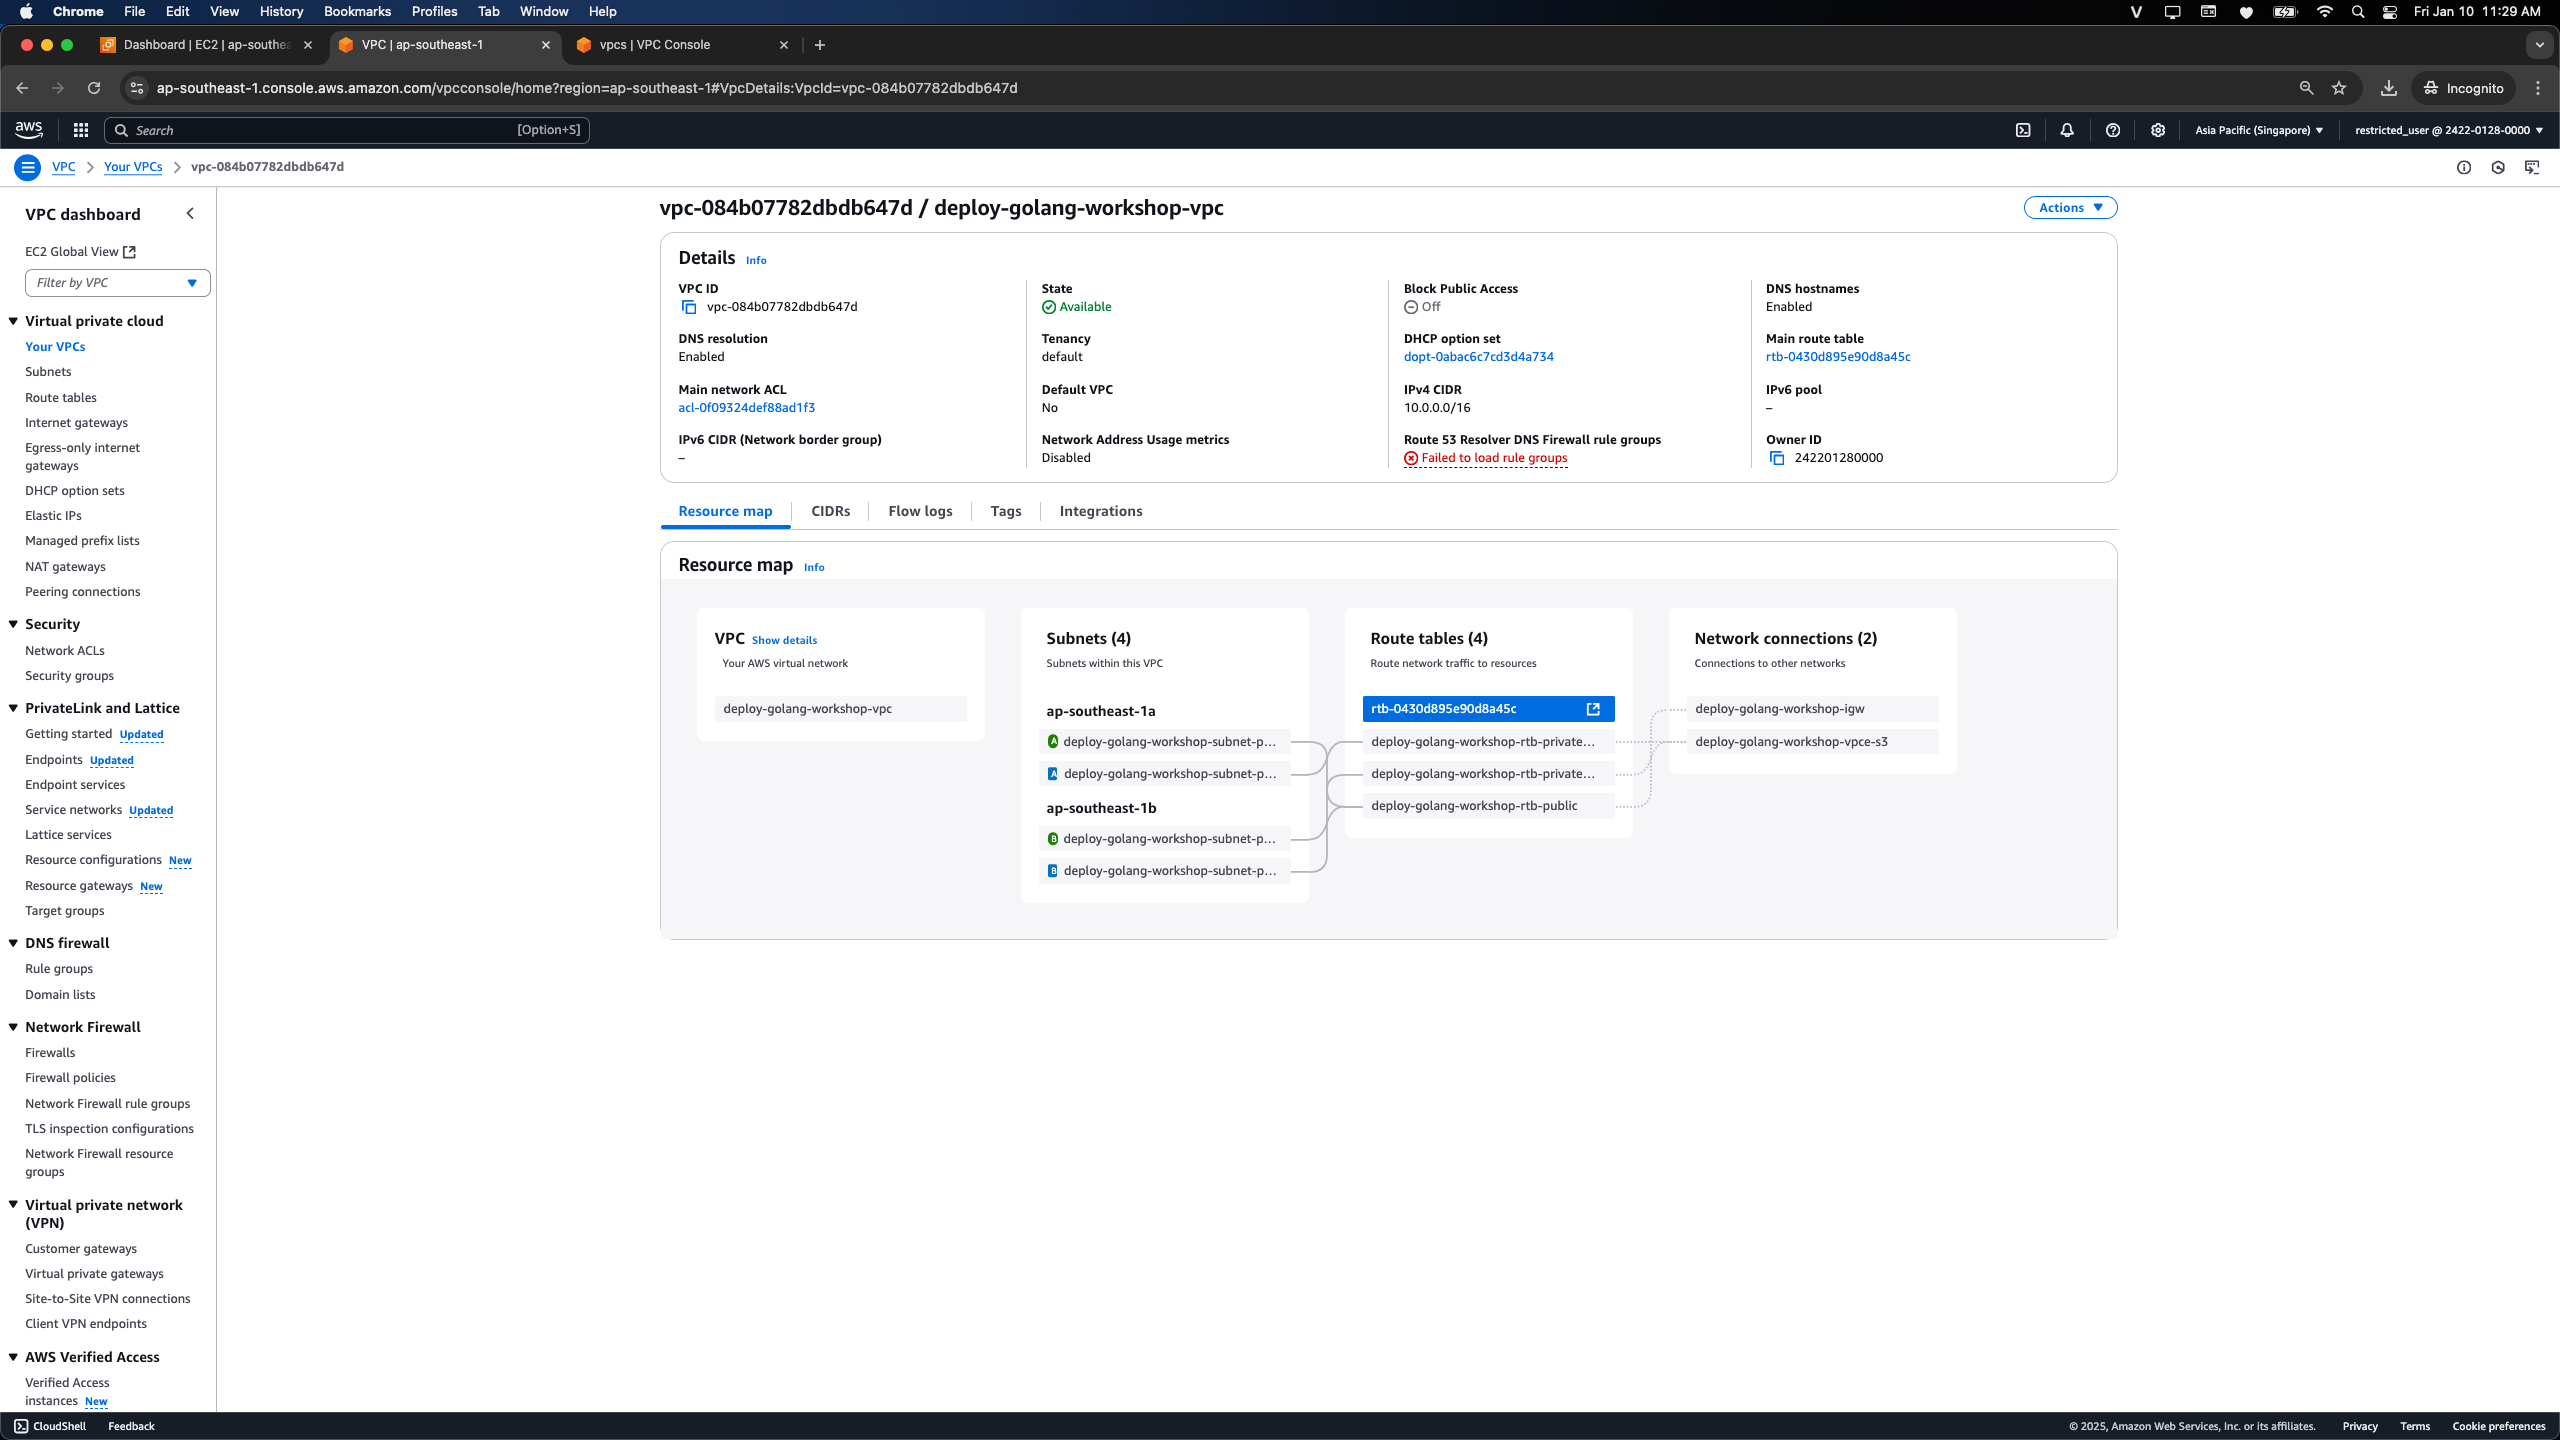 Chrome File Edit View History Bookmarks Profiles Tab Window Help
Fri Jan 10 11:29 AM
Dashboard | EC2 | ap-southea
VPC | ap-southeast-1
vpcs | VPC Console
ap-southeast-1.console.aws.amazon.com/vpcconsole/home?region=ap-southeast-1#VpcDetails:VpcId=vpc-084b07782dbdb647d
Incognito
aws
Search
[Option+S]
Asia Pacific (Singapore)
restricted_user @ 2422-0128-0000
VPC
Your VPCs
vpc-084b07782dbdb647d
VPC dashboard
EC2 Global View
Filter by VPC
Virtual private cloud
Your VPCs
Subnets
Route tables
Internet gateways
Egress-only internet
gateways
DHCP option sets
Elastic IPs
Managed prefix lists
NAT gateways
Peering connections
Security
Network ACLs
Security groups
PrivateLink and Lattice
Getting started Updated
Endpoints Updated
Endpoint services
Service networks Updated
Lattice services
Resource configurations New
Resource gateways New
Target groups
DNS firewall
Rule groups
Domain lists
Network Firewall
Firewalls
Firewall policies
Network Firewall rule groups
TLS inspection configurations
Network Firewall resource
groups
Virtual private network
(VPN)
Customer gateways
Virtual private gateways
Site-to-Site VPN connections
Client VPN endpoints
AWS Verified Access
Verified Access
instances New
vpc-084b07782dbdb647d / deploy-golang-workshop-vpc
Actions
Details Info
VPC ID
vpc-084b07782dbdb647d
State
Available
Block Public Access
Off
DNS hostnames
Enabled
DNS resolution
Enabled
Tenancy
default
DHCP option set
dopt-0abac6c7cd3d4a734
Main route table
rtb-0430d895e90d8a45c
Main network ACL
acl-0f09324def88ad1f3
Default VPC
No
IPv4 CIDR
10.0.0.0/16
IPv6 pool
–
IPv6 CIDR (Network border group)
–
Network Address Usage metrics
Disabled
Route 53 Resolver DNS Firewall rule groups
Failed to load rule groups
Owner ID
242201280000
Resource map
CIDRs
Flow logs
Tags
Integrations
Resource map Info
VPC Show details
Your AWS virtual network
deploy-golang-workshop-vpc
Subnets (4)
Subnets within this VPC
ap-southeast-1a
A deploy-golang-workshop-subnet-p...
A deploy-golang-workshop-subnet-p...
ap-southeast-1b
B deploy-golang-workshop-subnet-p...
B deploy-golang-workshop-subnet-p...
Route tables (4)
Route network traffic to resources
rtb-0430d895e90d8a45c
deploy-golang-workshop-rtb-private...
deploy-golang-workshop-rtb-private...
deploy-golang-workshop-rtb-public
Network connections (2)
Connections to other networks
deploy-golang-workshop-igw
deploy-golang-workshop-vpce-s3
CloudShell
Feedback
© 2025, Amazon Web Services, Inc. or its affiliates.
Privacy
Terms
Cookie preferences